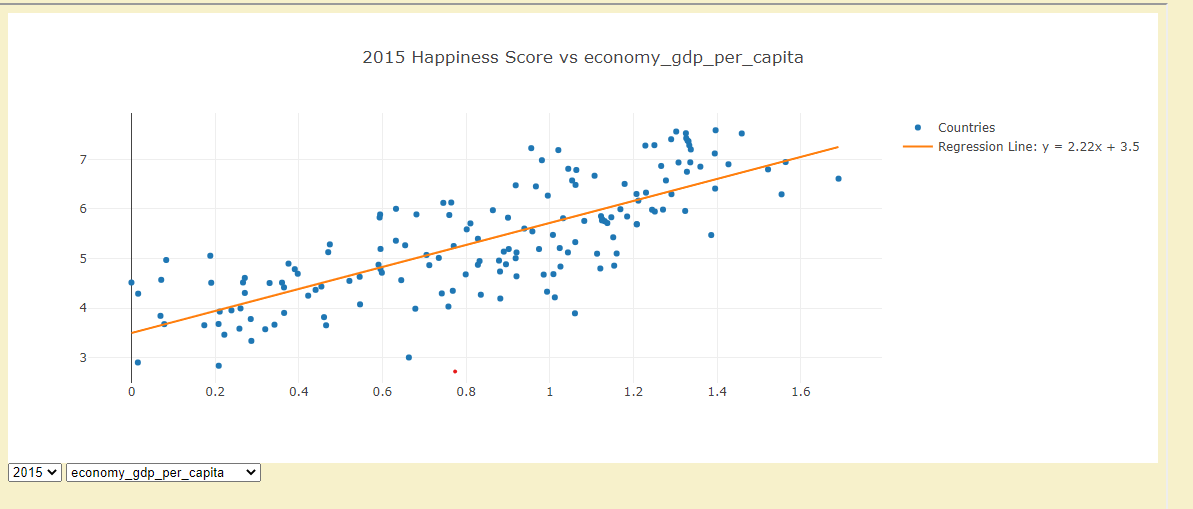 2015 Happiness Score vs economy_gdp_per_capita
Countries
Regression Line: y = 2.22x + 3.5
7
6
5
4
3
0 0.2 0.4 0.6 0.8 1 1.2 1.4 1.6
2015 economy_gdp_per_capita